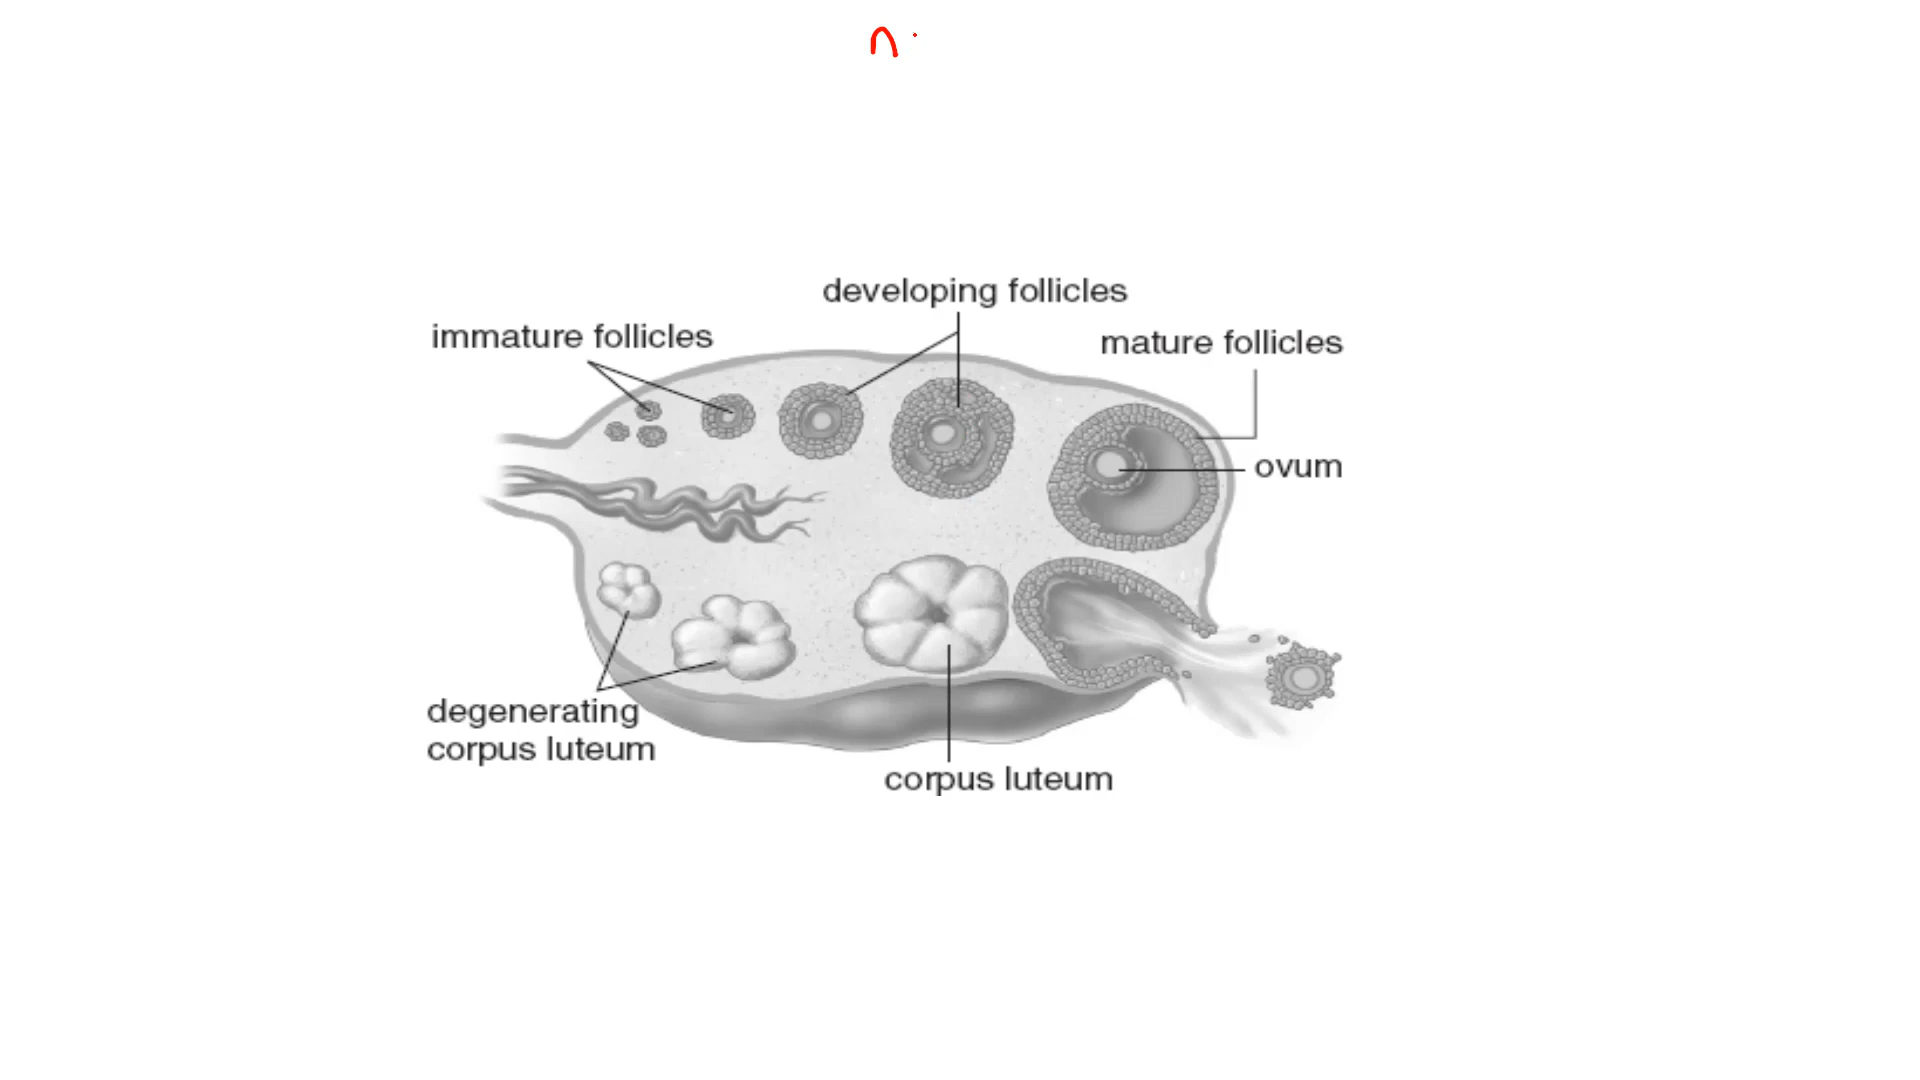 developing follicles
immature follicles
mature follicles
ovum
degenerating
corpus luteum
corpus luteum